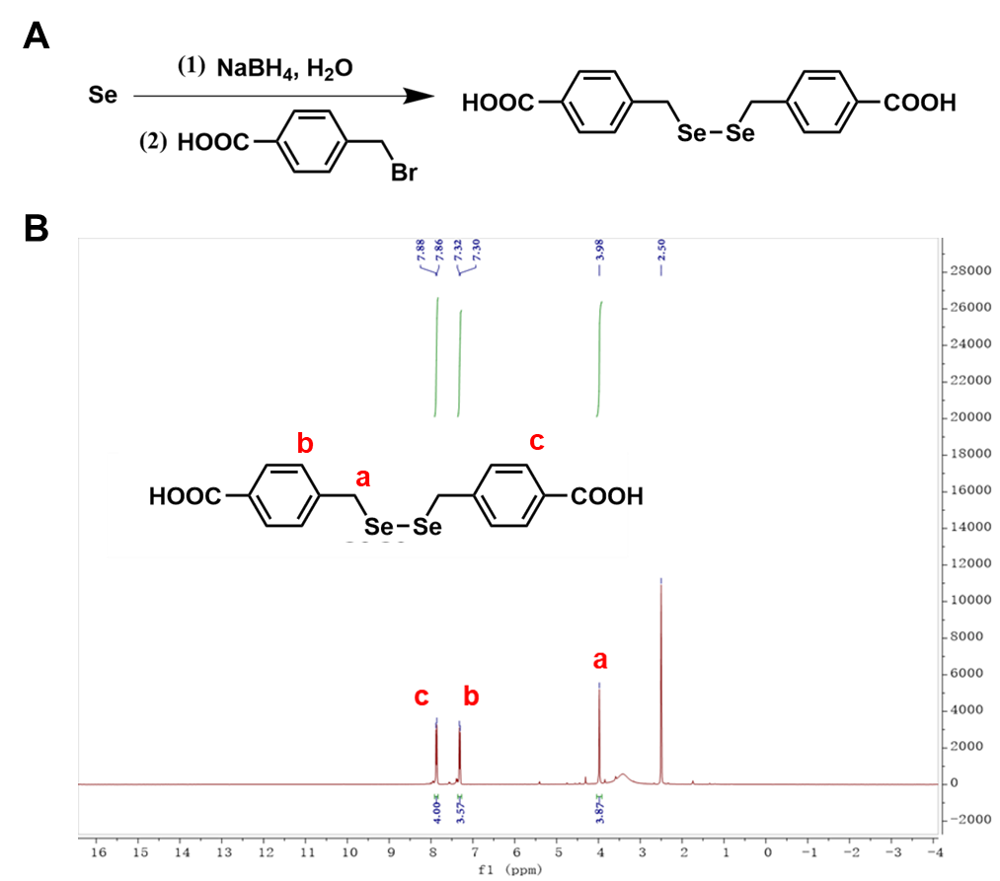 A
Se
(1) NaBH4, H2O
(2) HOOC
Br
HOOC
COOH
Se
Se
B
7.88
7.86
7.32
7.30
3.98
2.50
28000
26000
24000
22000
20000
18000
16000
14000
12000
10000
8000
6000
4000
2000
0
-2000
b
a
c
HOOC
COOH
Se
Se
c
b
a
4.00
3.57
3.87
16 15 14 13 12 11 10 9 8 7 6 5 4 3 2 1 0 -1 -2 -3 -4
f1 (ppm)